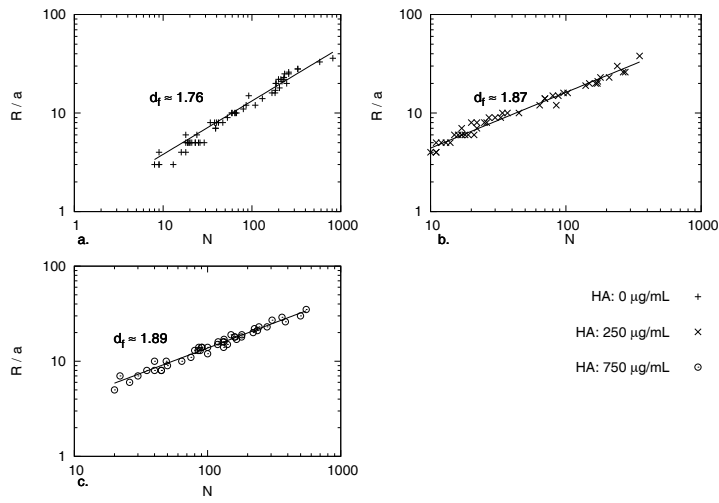 100
10
1
R / a
d_f ≈ 1.76
1
10
100
1000
a.
N
100
10
1
R / a
d_f ≈ 1.87
10
100
1000
b.
N
100
10
1
R / a
d_f ≈ 1.89
10
100
1000
c.
N
HA: 0 μg/mL
HA: 250 μg/mL
HA: 750 μg/mL